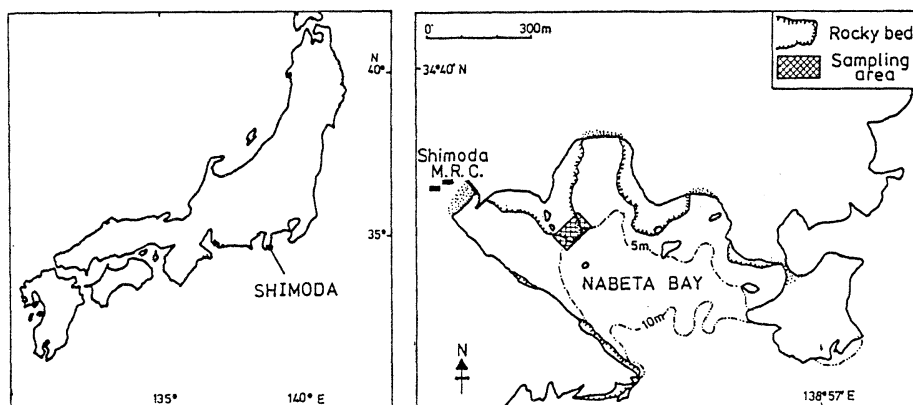 N
40°
35°
SHIMODA
135°
140° E
0
300m
34°40' N
Rocky bed
Sampling
area
Shimoda
M. R. C.
5m
NABETA BAY
10m
N
138°57' E